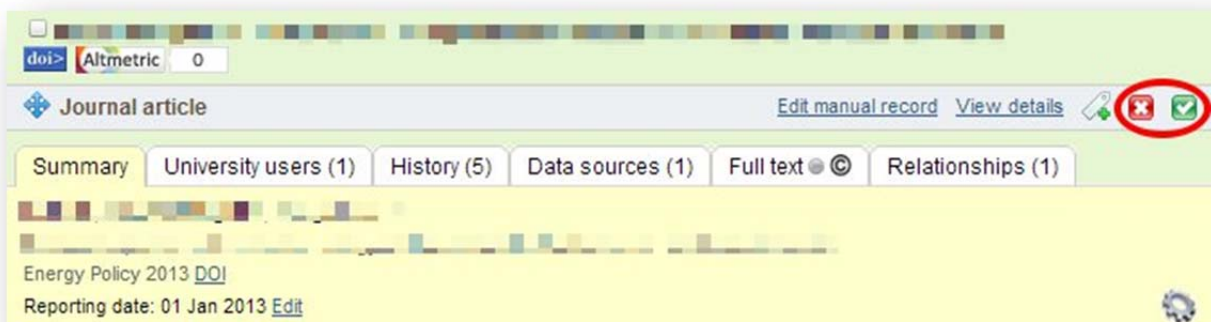 doi> Altmetric 0
Journal article Edit manual record View details
Summary University users (1) History (5) Data sources (1) Full text © Relationships (1)
Energy Policy 2013 DOI
Reporting date: 01 Jan 2013 Edit